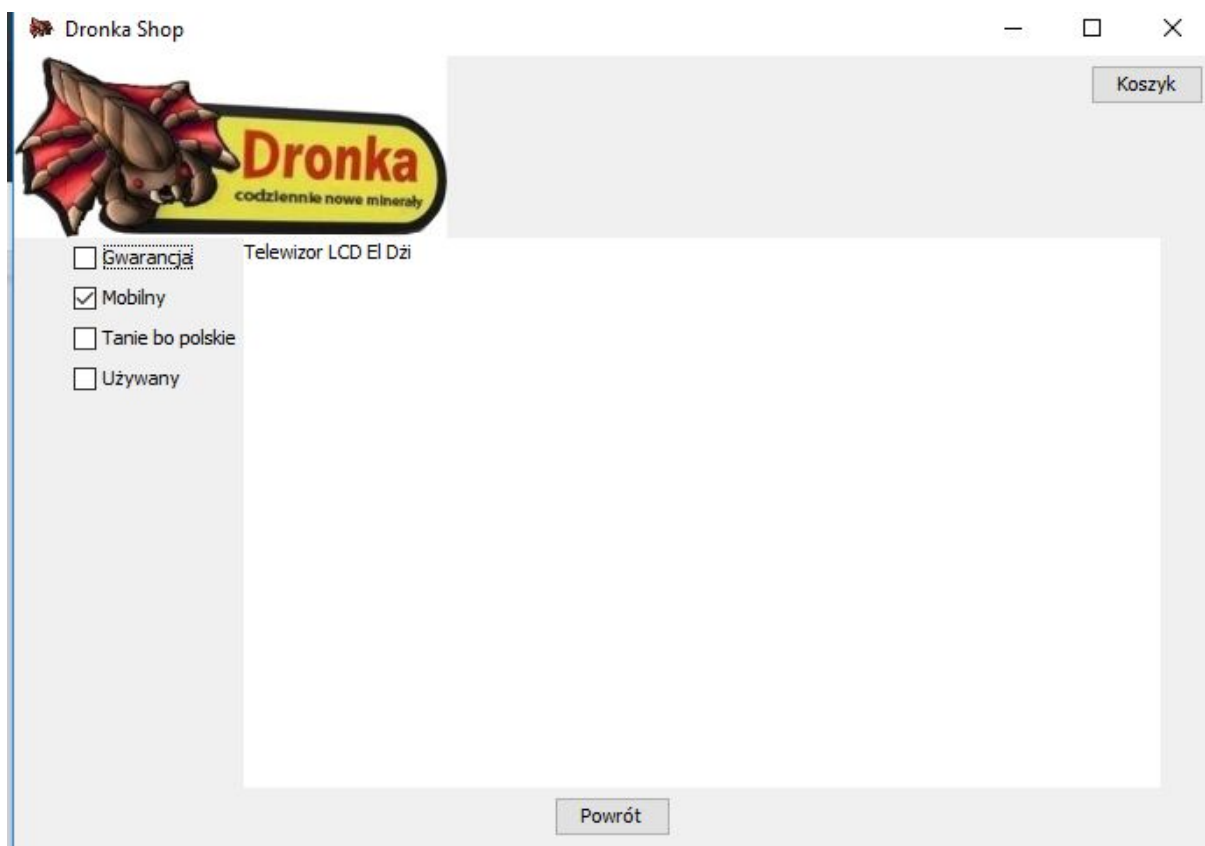 Dronka Shop
Koszyk
Dronka
codziennie nowe minerały
Gwarancja
Telewizor LCD El Dżi
Mobilny
Tanie bo polskie
Używany
Powrót